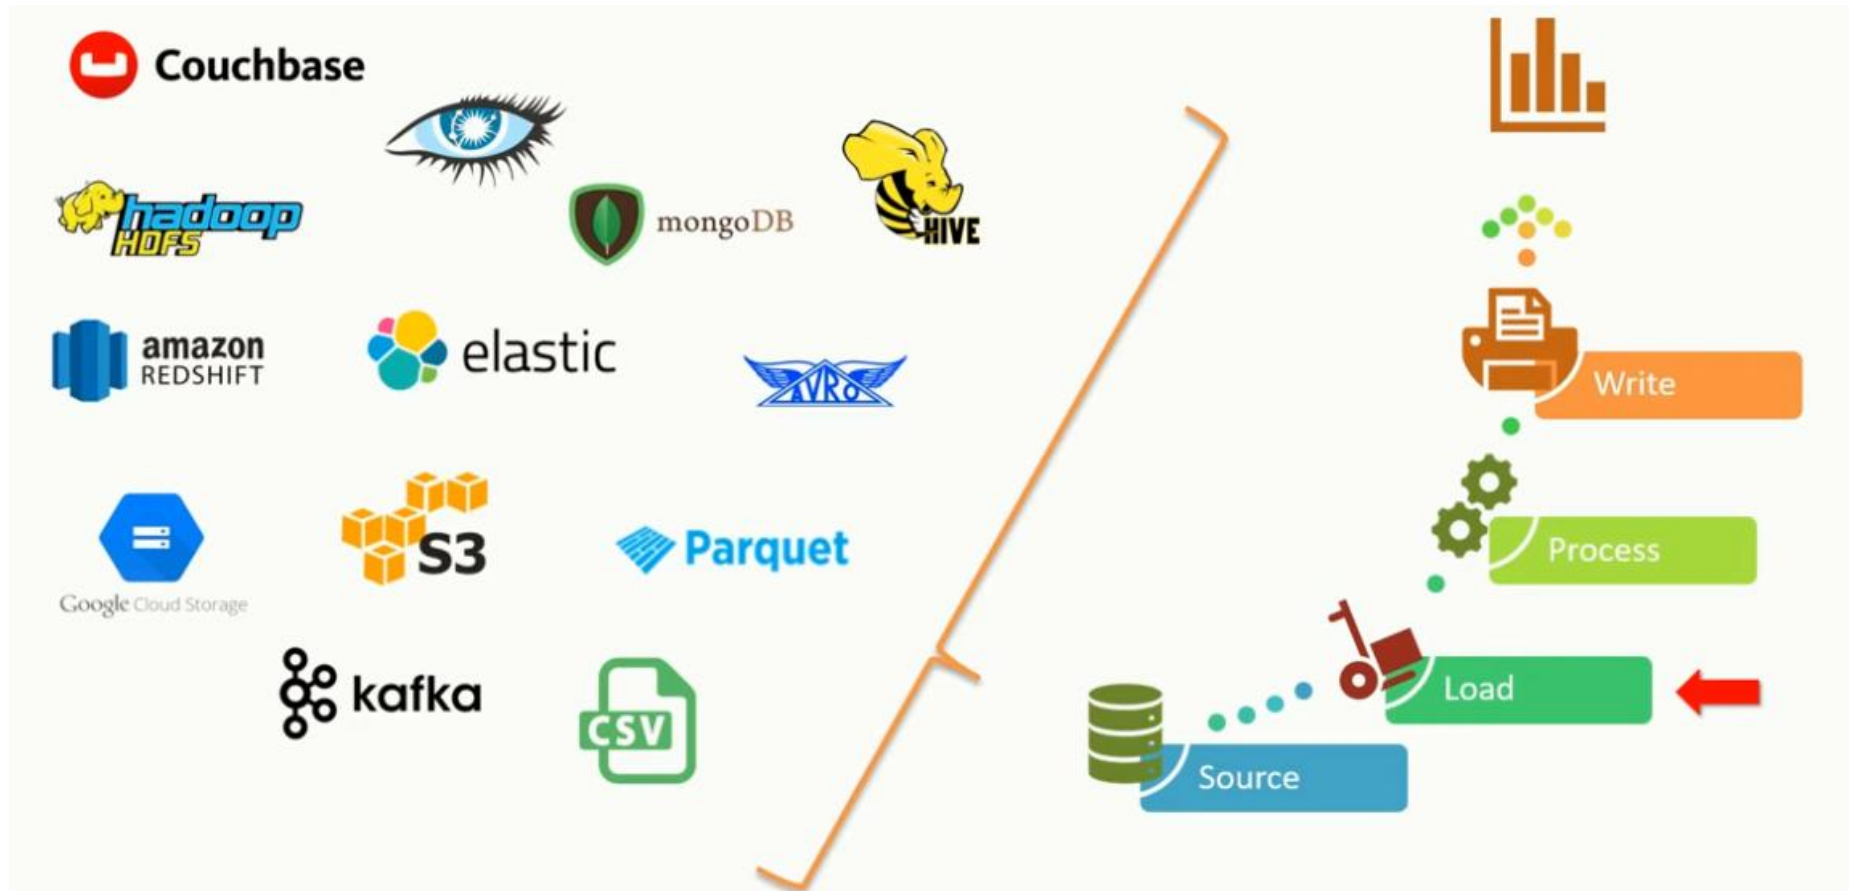 Couchbase
hadoop
HDFS
mongoDB
HIVE
amazon
REDSHIFT
elastic
AVRO
Google Cloud Storage
S3
Parquet
kafka
CSV
Write
Process
Load
Source